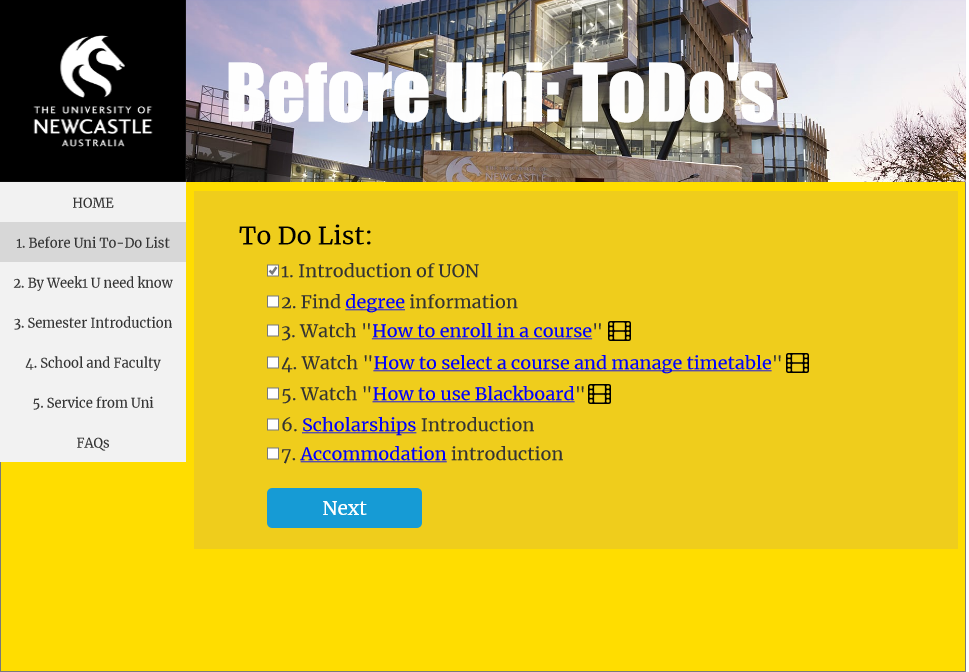 THE UNIVERSITY OF
NEWCASTLE
AUSTRALIA
Before Uni: ToDo's
NEWCASTLE
HOME
1. Before Uni To-Do List
2. By Week1 U need know
3. Semester Introduction
4. School and Faculty
5. Service from Uni
FAQs
To Do List:
1. Introduction of UON
2. Find degree information
3. Watch "How to enroll in a course"
4. Watch "How to select a course and manage timetable"
5. Watch "How to use Blackboard"
6. Scholarships Introduction
7. Accommodation introduction
Next